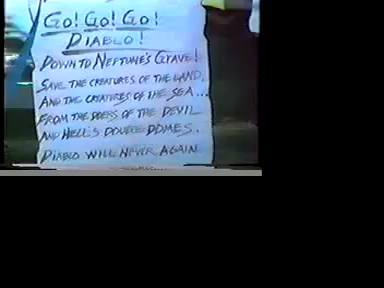 GO! GO! GO!
DIABLO!
DOWN TO NEPTUNE'S GRAVE!
SAVE THE CREATURES OF THE LAND,
AND THE CREATURES OF THE SEA...
FROM THE DREGS OF THE DEVIL
AND HELL'S DOUBLE DOMES.
DIABLO WILL NEVER AGAIN